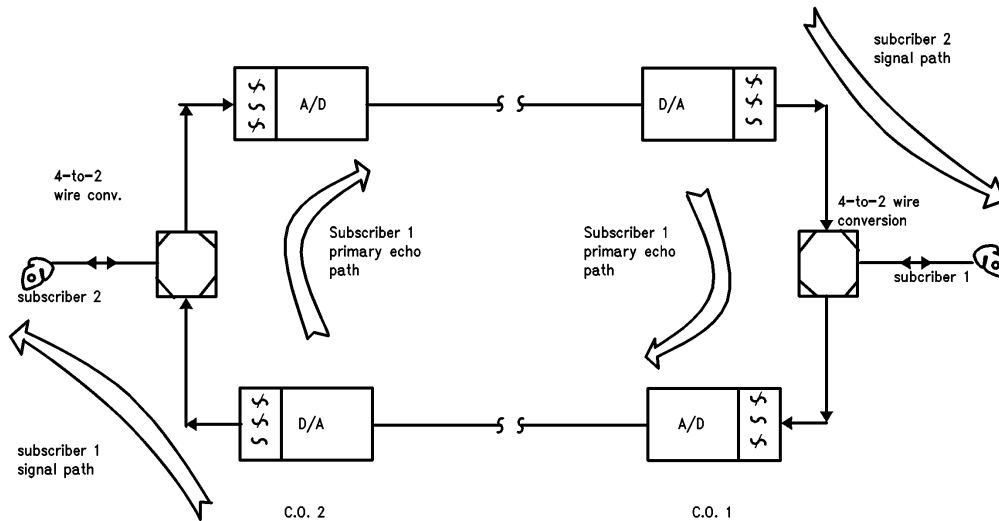 subcriber 2
signal path
A/D
D/A
4-to-2
wire conv.
4-to-2 wire
conversion
Subscriber 1
primary echo
path
Subscriber 1
primary echo
path
subscriber 2
subcriber 1
D/A
A/D
subscriber 1
signal path
C.O. 2
C.O. 1